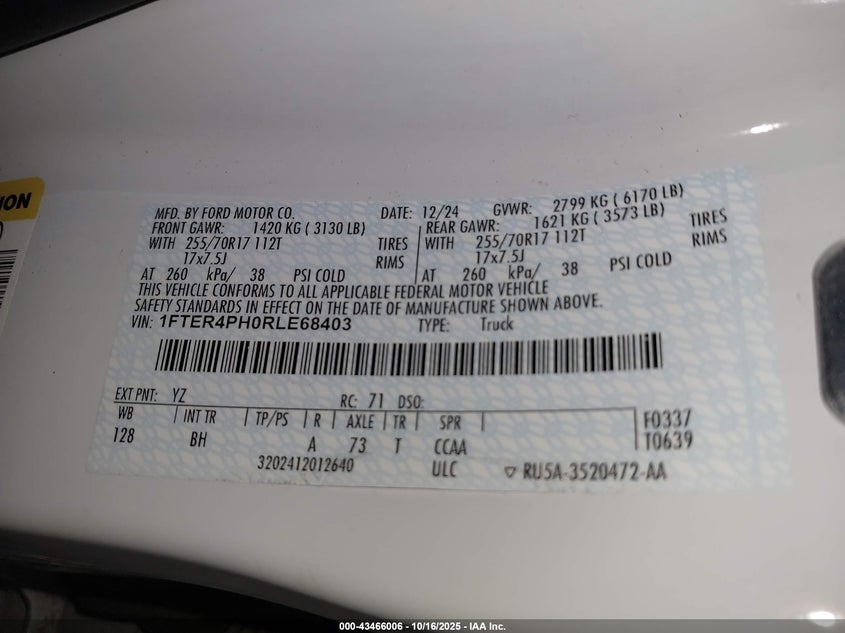 ION
MFD. BY FORD MOTOR CO. DATE: 12/24 GVWR: 2799 KG ( 6170 LB)
FRONT GAWR: 1420 KG ( 3130 LB) REAR GAWR: 1621 KG ( 3573 LB)
WITH 255/70R17 112T TIRES WITH 255/70R17 112T TIRES
17x7.5J RIMS 17x7.5J RIMS
AT 260 kPa/ 38 PSI COLD AT 260 kPa/ 38 PSI COLD
THIS VEHICLE CONFORMS TO ALL APPLICABLE FEDERAL MOTOR VEHICLE
SAFETY STANDARDS IN EFFECT ON THE DATE OF MANUFACTURE SHOWN ABOVE.
VIN: 1FTER4PH0RLE68403 TYPE: Truck
EXT PNT: YZ RC: 71 DSO:
WB INT TR TP/PS R AXLE TR SPR F0337
128 BH A 73 T CCAA T0639
3202412012640 ULC ▽ RU5A-3520472-AA
000-43466006 - 10/16/2025 - IAA Inc.